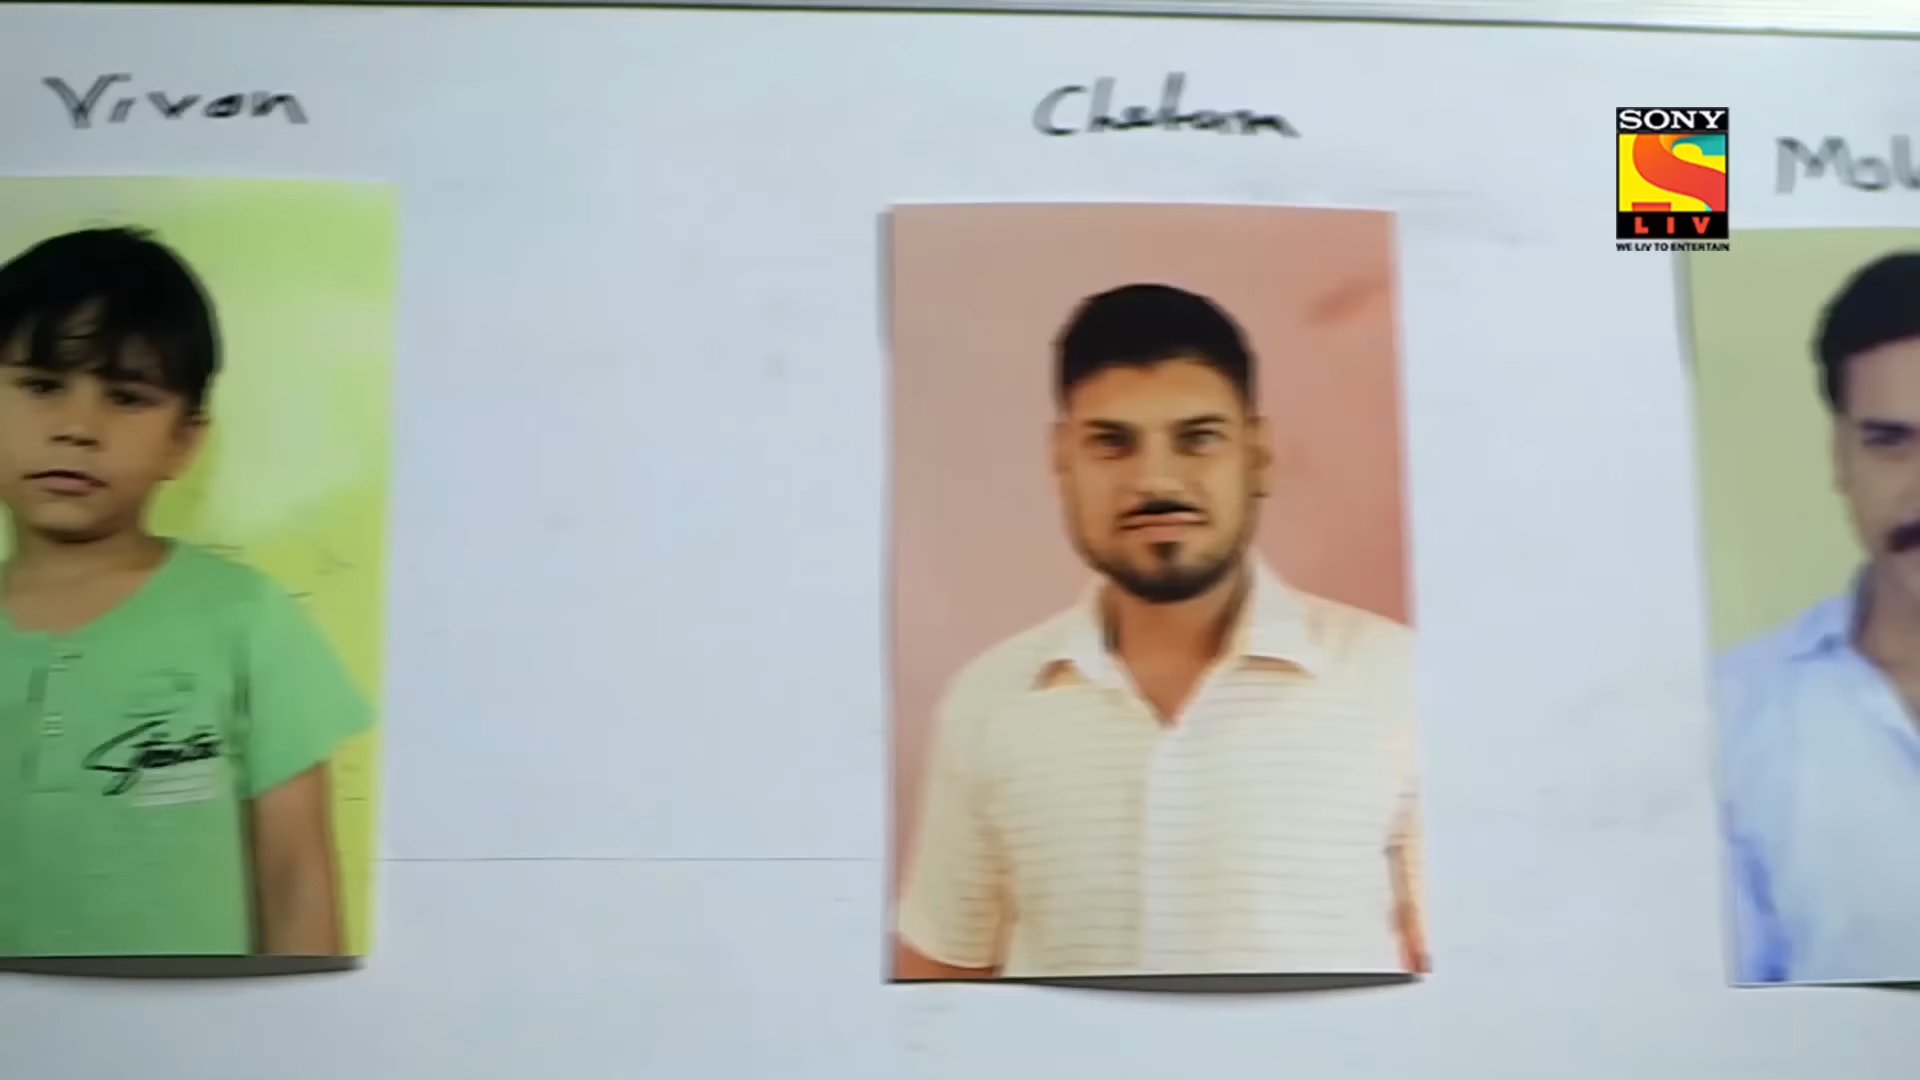 Vivan
Chetan
SONY
LIV
WE LIV TO ENTERTAIN